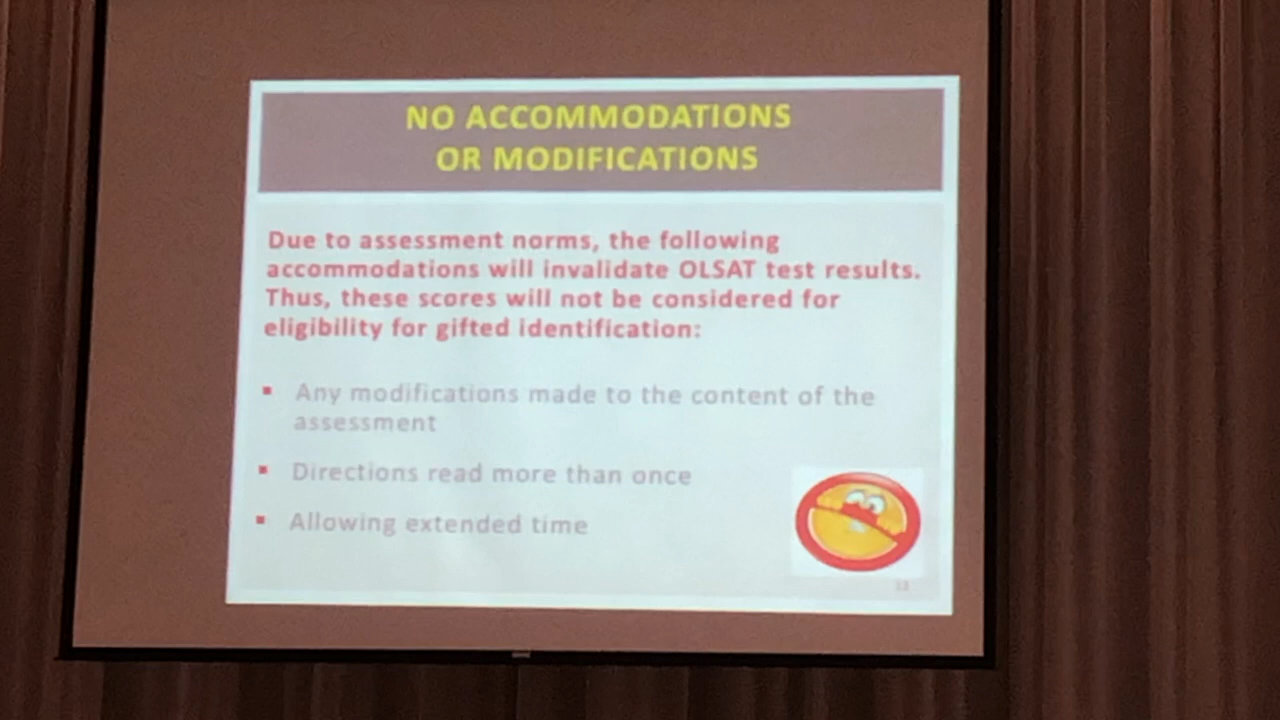 NO ACCOMMODATIONS
OR MODIFICATIONS
Due to assessment norms, the following
accommodations will invalidate OLSAT test results.
Thus, these scores will not be considered for
eligibility for gifted identification:
Any modifications made to the content of the
assessment
Directions read more than once
Allowing extended time